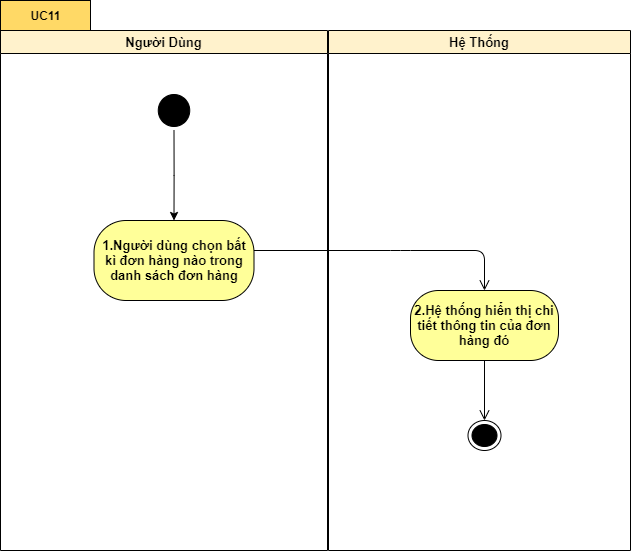 UC11
Người Dùng
Hệ Thống
1.Người dùng chọn bất
kì đơn hàng nào trong
danh sách đơn hàng
2.Hệ thống hiển thị chi
tiết thông tin của đơn
hàng đó